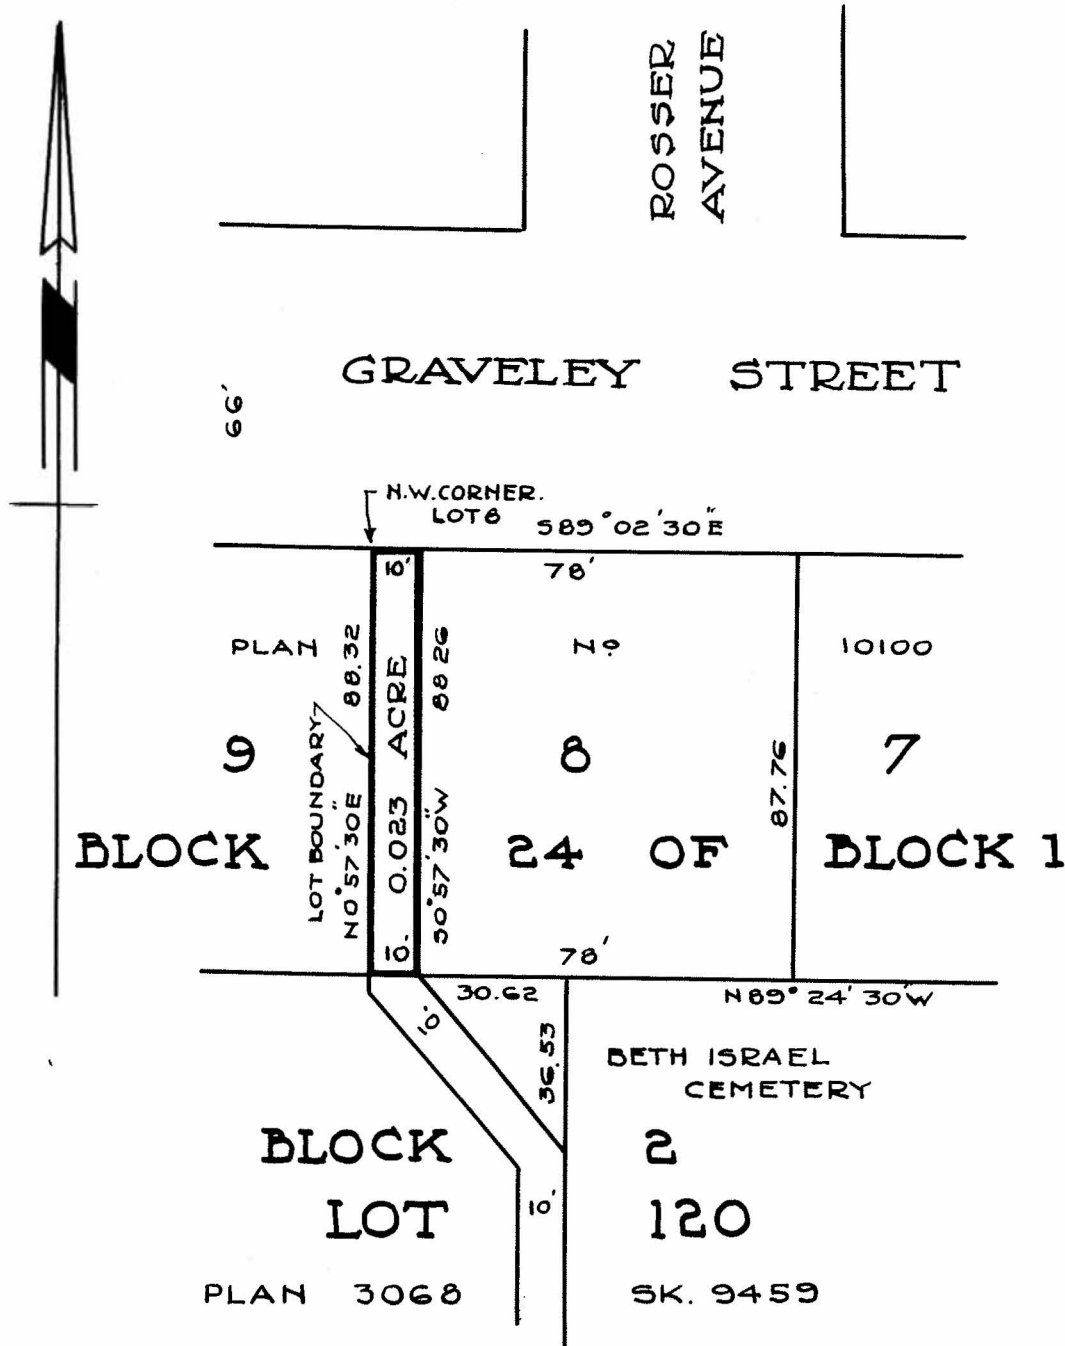 ROSSER
AVENUE
GRAVELEY STREET
66'
N.W. CORNER.
LOT 8
S89°02'30"E
10'
78'
PLAN Nº 10100
88.32
88.26
0.023 ACRE
LOT BOUNDARY
N0°57'30"E
S0°57'30"W
87.76
9 8 7
BLOCK 24 OF BLOCK 1
10.
78'
30.62
N89°24'30"W
10'
36.53
BETH ISRAEL
CEMETERY
BLOCK 2
10'
LOT 120
PLAN 3068 SK. 9459